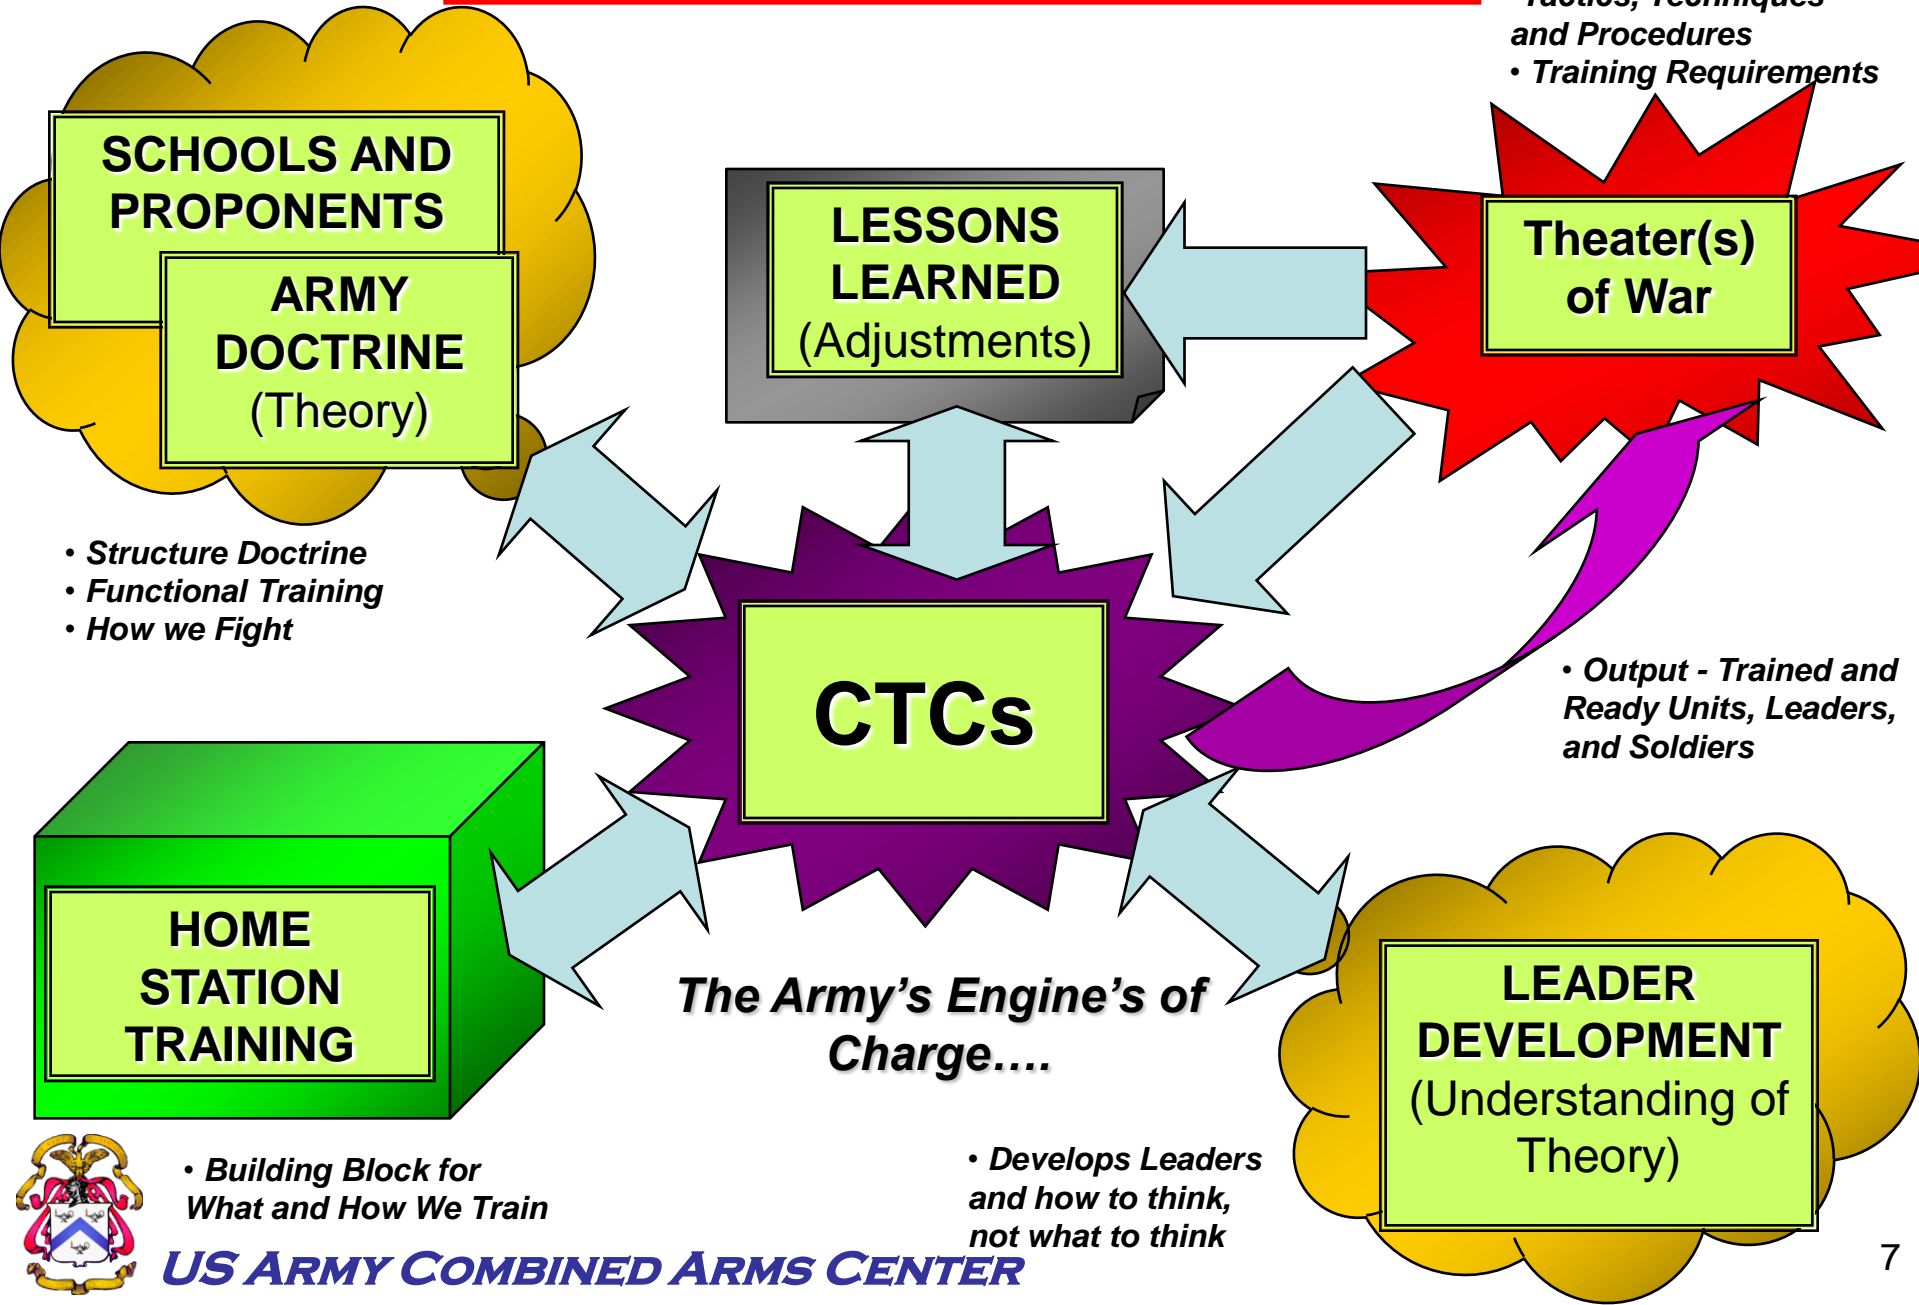 Tactics, Techniques
and Procedures
• Training Requirements
SCHOOLS AND
PROPONENTS
ARMY
DOCTRINE
(Theory)
LESSONS
LEARNED
(Adjustments)
Theater(s)
of War
• Structure Doctrine
• Functional Training
• How we Fight
CTCs
• Output - Trained and
Ready Units, Leaders,
and Soldiers
HOME
STATION
TRAINING
The Army’s Engine’s of
Charge….
LEADER
DEVELOPMENT
(Understanding of
Theory)
• Building Block for
What and How We Train
• Develops Leaders
and how to think,
not what to think
US ARMY COMBINED ARMS CENTER
7